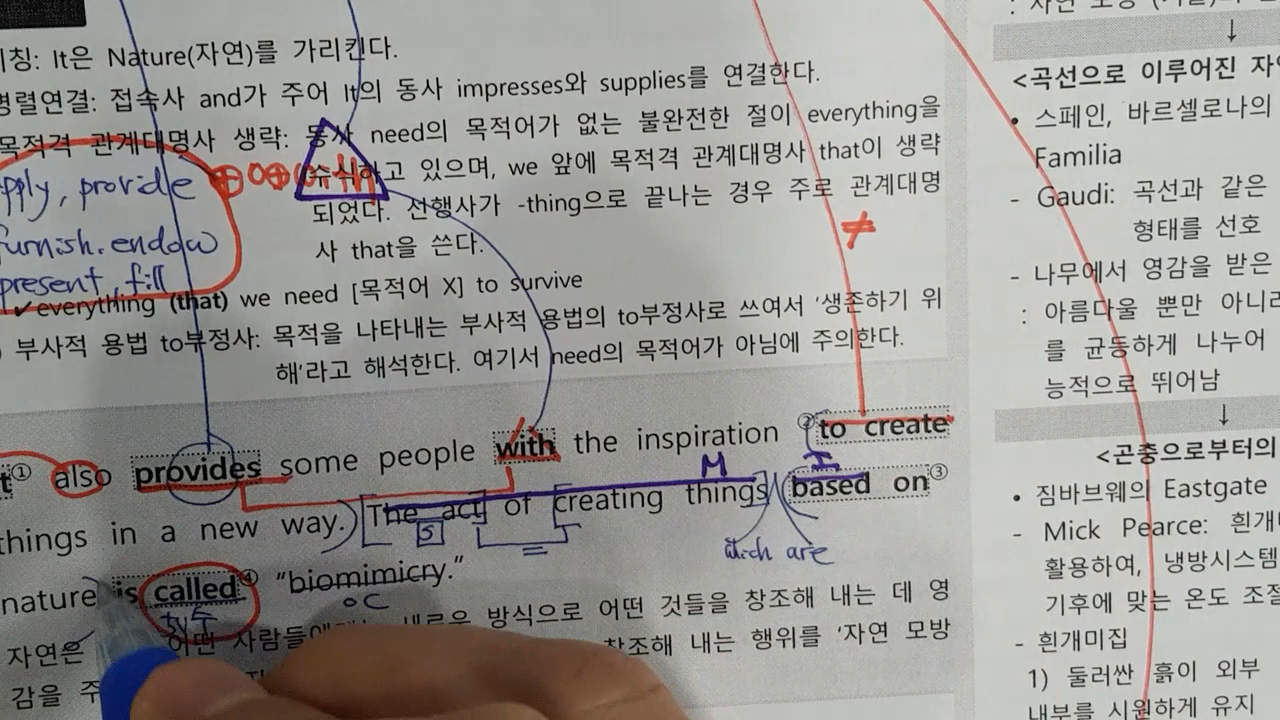 이칭: It은 Nature(자연)를 가리킨다.
병렬연결: 접속사 and가 주어 It의 동사 impresses와 supplies를 연결한다.
목적격 관계대명사 생략: 동사 need의 목적어가 없는 불완전한 절이 everything을
수식하고 있으며, we 앞에 목적격 관계대명사 that이 생략
되었다. 선행사가 -thing으로 끝나는 경우 주로 관계대명
사 that을 쓴다.
pply, provide
furnish. endow
present, fill
✔everything (that) we need [목적어 X] to survive
부사적 용법 to부정사: 목적을 나타내는 부사적 용법의 to부정사로 쓰여서 '생존하기 위
해'라고 해석한다. 여기서 need의 목적어가 아님에 주의한다.
≠
t① also provides some people with the inspiration ②to create
M
things in a new way. The act of creating things based on③
S
which are
nature is called④ "biomimicry."
OC
자연은 어떤 사람들에게 새로운 방식으로 어떤 것들을 창조해 내는 데 영
감을 주 창조해 내는 행위를 '자연 모방
↓
<곡선으로 이루어진 자연
• 스페인, 바르셀로나의
Familia
- Gaudi: 곡선과 같은
형태를 선호
- 나무에서 영감을 받은
: 아름다울 뿐만 아니라
를 균등하게 나누어
능적으로 뛰어남
↓
<곤충으로부터의
• 짐바브웨의 Eastgate
- Mick Pearce: 흰개미
활용하여, 냉방시스템
기후에 맞는 온도 조절
- 흰개미집
1) 둘러싼 흙이 외부
내부를 시원하게 유지